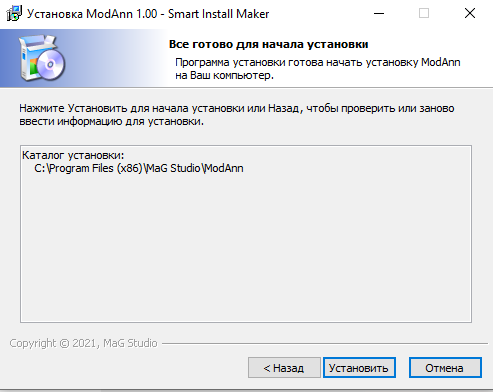 Установка ModAnn 1.00 - Smart Install Maker
Все готово для начала установки
Программа установки готова начать установку ModAnn
на Ваш компьютер.
Нажмите Установить для начала установки или Назад, чтобы проверить или заново
ввести информацию для установки.
Каталог установки:
C:\Program Files (x86)\MaG Studio\ModAnn
Copyright © 2021, MaG Studio
< Назад
Установить
Отмена